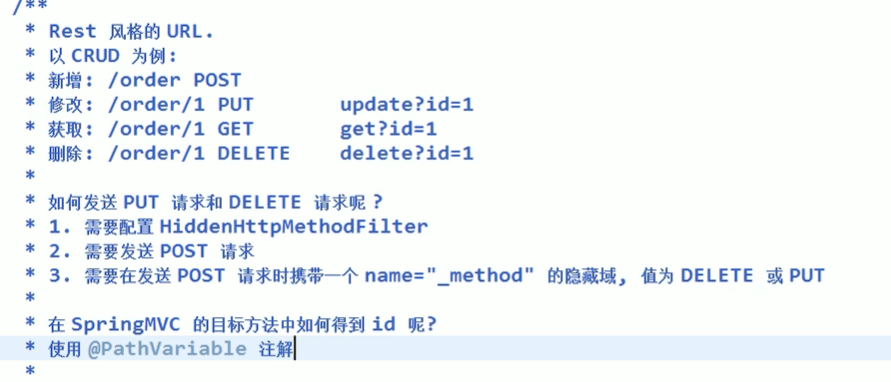 /**
* Rest 风格的 URL.
* 以 CRUD 为例:
* 新增: /order POST
* 修改: /order/1 PUT update?id=1
* 获取: /order/1 GET get?id=1
* 删除: /order/1 DELETE delete?id=1
*
* 如何发送 PUT 请求和 DELETE 请求呢 ?
* 1. 需要配置 HiddenHttpMethodFilter
* 2. 需要发送 POST 请求
* 3. 需要在发送 POST 请求时携带一个 name="_method" 的隐藏域, 值为 DELETE 或 PUT
*
* 在 SpringMVC 的目标方法中如何得到 id 呢?
* 使用 @PathVariable 注解
*